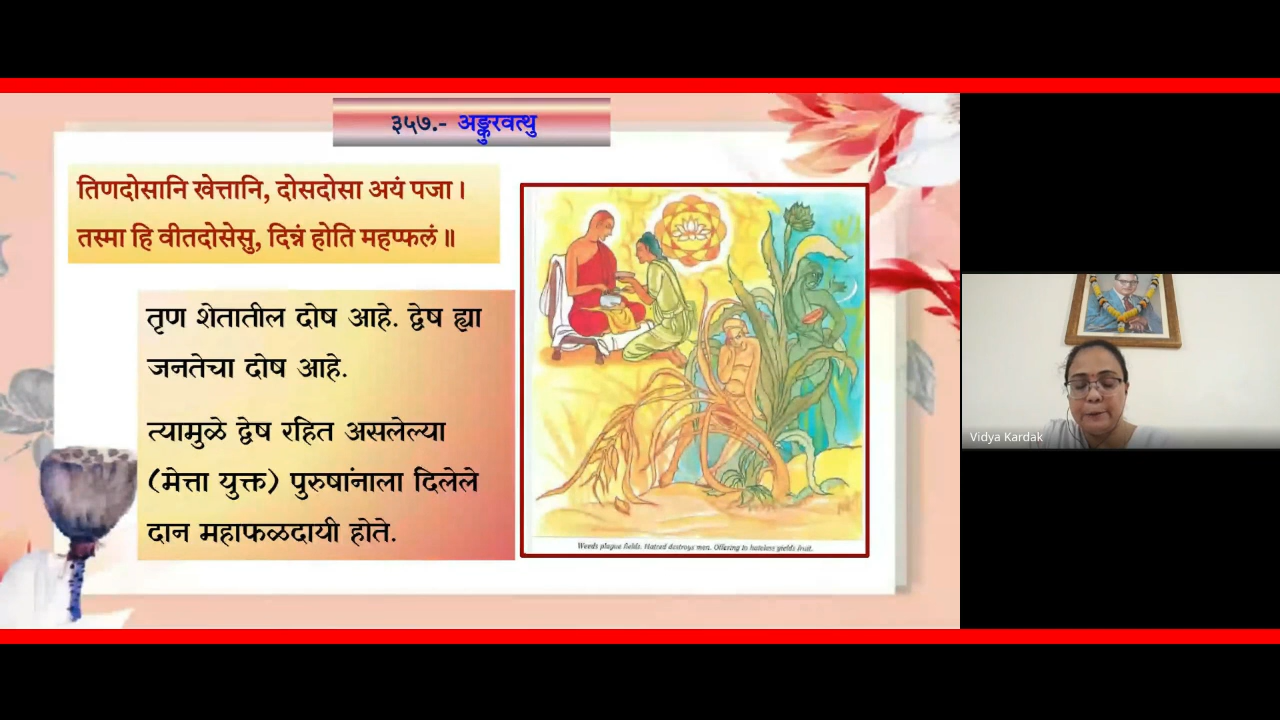 ३५७.- अङ्कुरवत्थु
तिणदोसानि खेत्तानि, दोसदोसा अयं पजा ।
तस्मा हि वीतदोसेसु, दिन्नं होति महप्फलं ॥
तृण शेतातील दोष आहे. द्वेष ह्या
जनतेचा दोष आहे.
त्यामुळे द्वेष रहित असलेल्या
(मेत्ता युक्त) पुरुषांनाला दिलेले
दान महाफळदायी होते.
Weeds plague fields. Hatred destroys men. Offering to hateless yields fruit.
Vidya Kardak